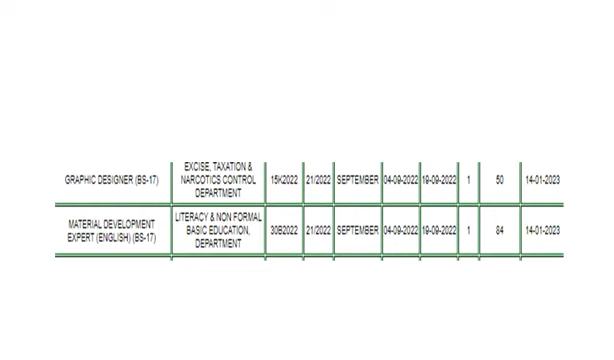 GRAPHIC DESIGNER (BS-17) EXCISE, TAXATION & NARCOTICS CONTROL DEPARTMENT 15K2022 21/2022 SEPTEMBER 04-09-2022 19-09-2022 1 50 14-01-2023
MATERIAL DEVELOPMENT EXPERT (ENGLISH) (BS-17) LITERACY & NON FORMAL BASIC EDUCATION, DEPARTMENT 30B2022 21/2022 SEPTEMBER 04-09-2022 19-09-2022 1 84 14-01-2023